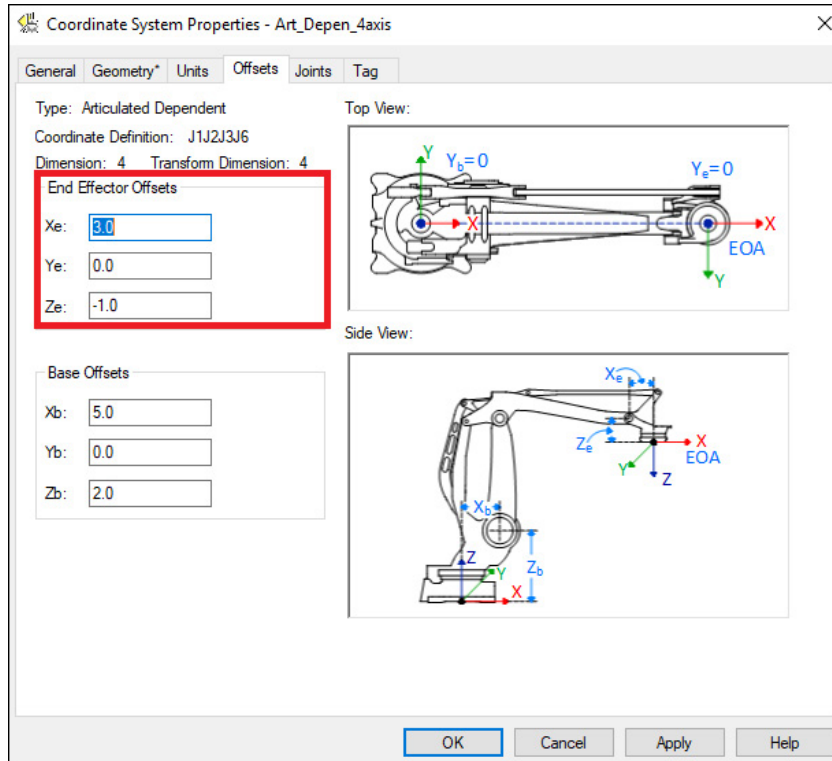 Coordinate System Properties - Art_Depen_4axis
General Geometry* Units Offsets Joints Tag
Type: Articulated Dependent
Coordinate Definition: J1J2J3J6
Dimension: 4 Transform Dimension: 4
End Effector Offsets
Xe: 3.0
Ye: 0.0
Ze: -1.0
Base Offsets
Xb: 5.0
Yb: 0.0
Zb: 2.0
Top View:
Y Yb=0 Ye=0
X X
EOA
Y
Side View:
Xe
Ze X
EOA
Y Z
Xb
Z Y Zb
X
OK Cancel Apply Help